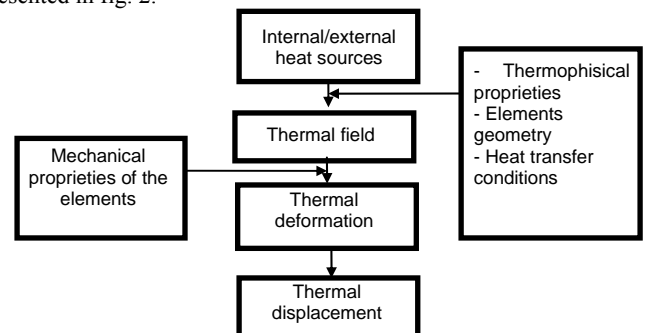 esented in fig. 2.
Internal/external
heat sources
- Thermophisical
proprieties
- Elements
geometry
- Heat transfer
conditions
Thermal field
Mechanical
proprieties of the
elements
Thermal
deformation
Thermal
displacement